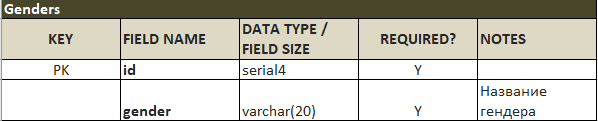 Genders
KEY FIELD NAME DATA TYPE / FIELD SIZE REQUIRED? NOTES
PK id serial4 Y
gender varchar(20) Y Название гендера